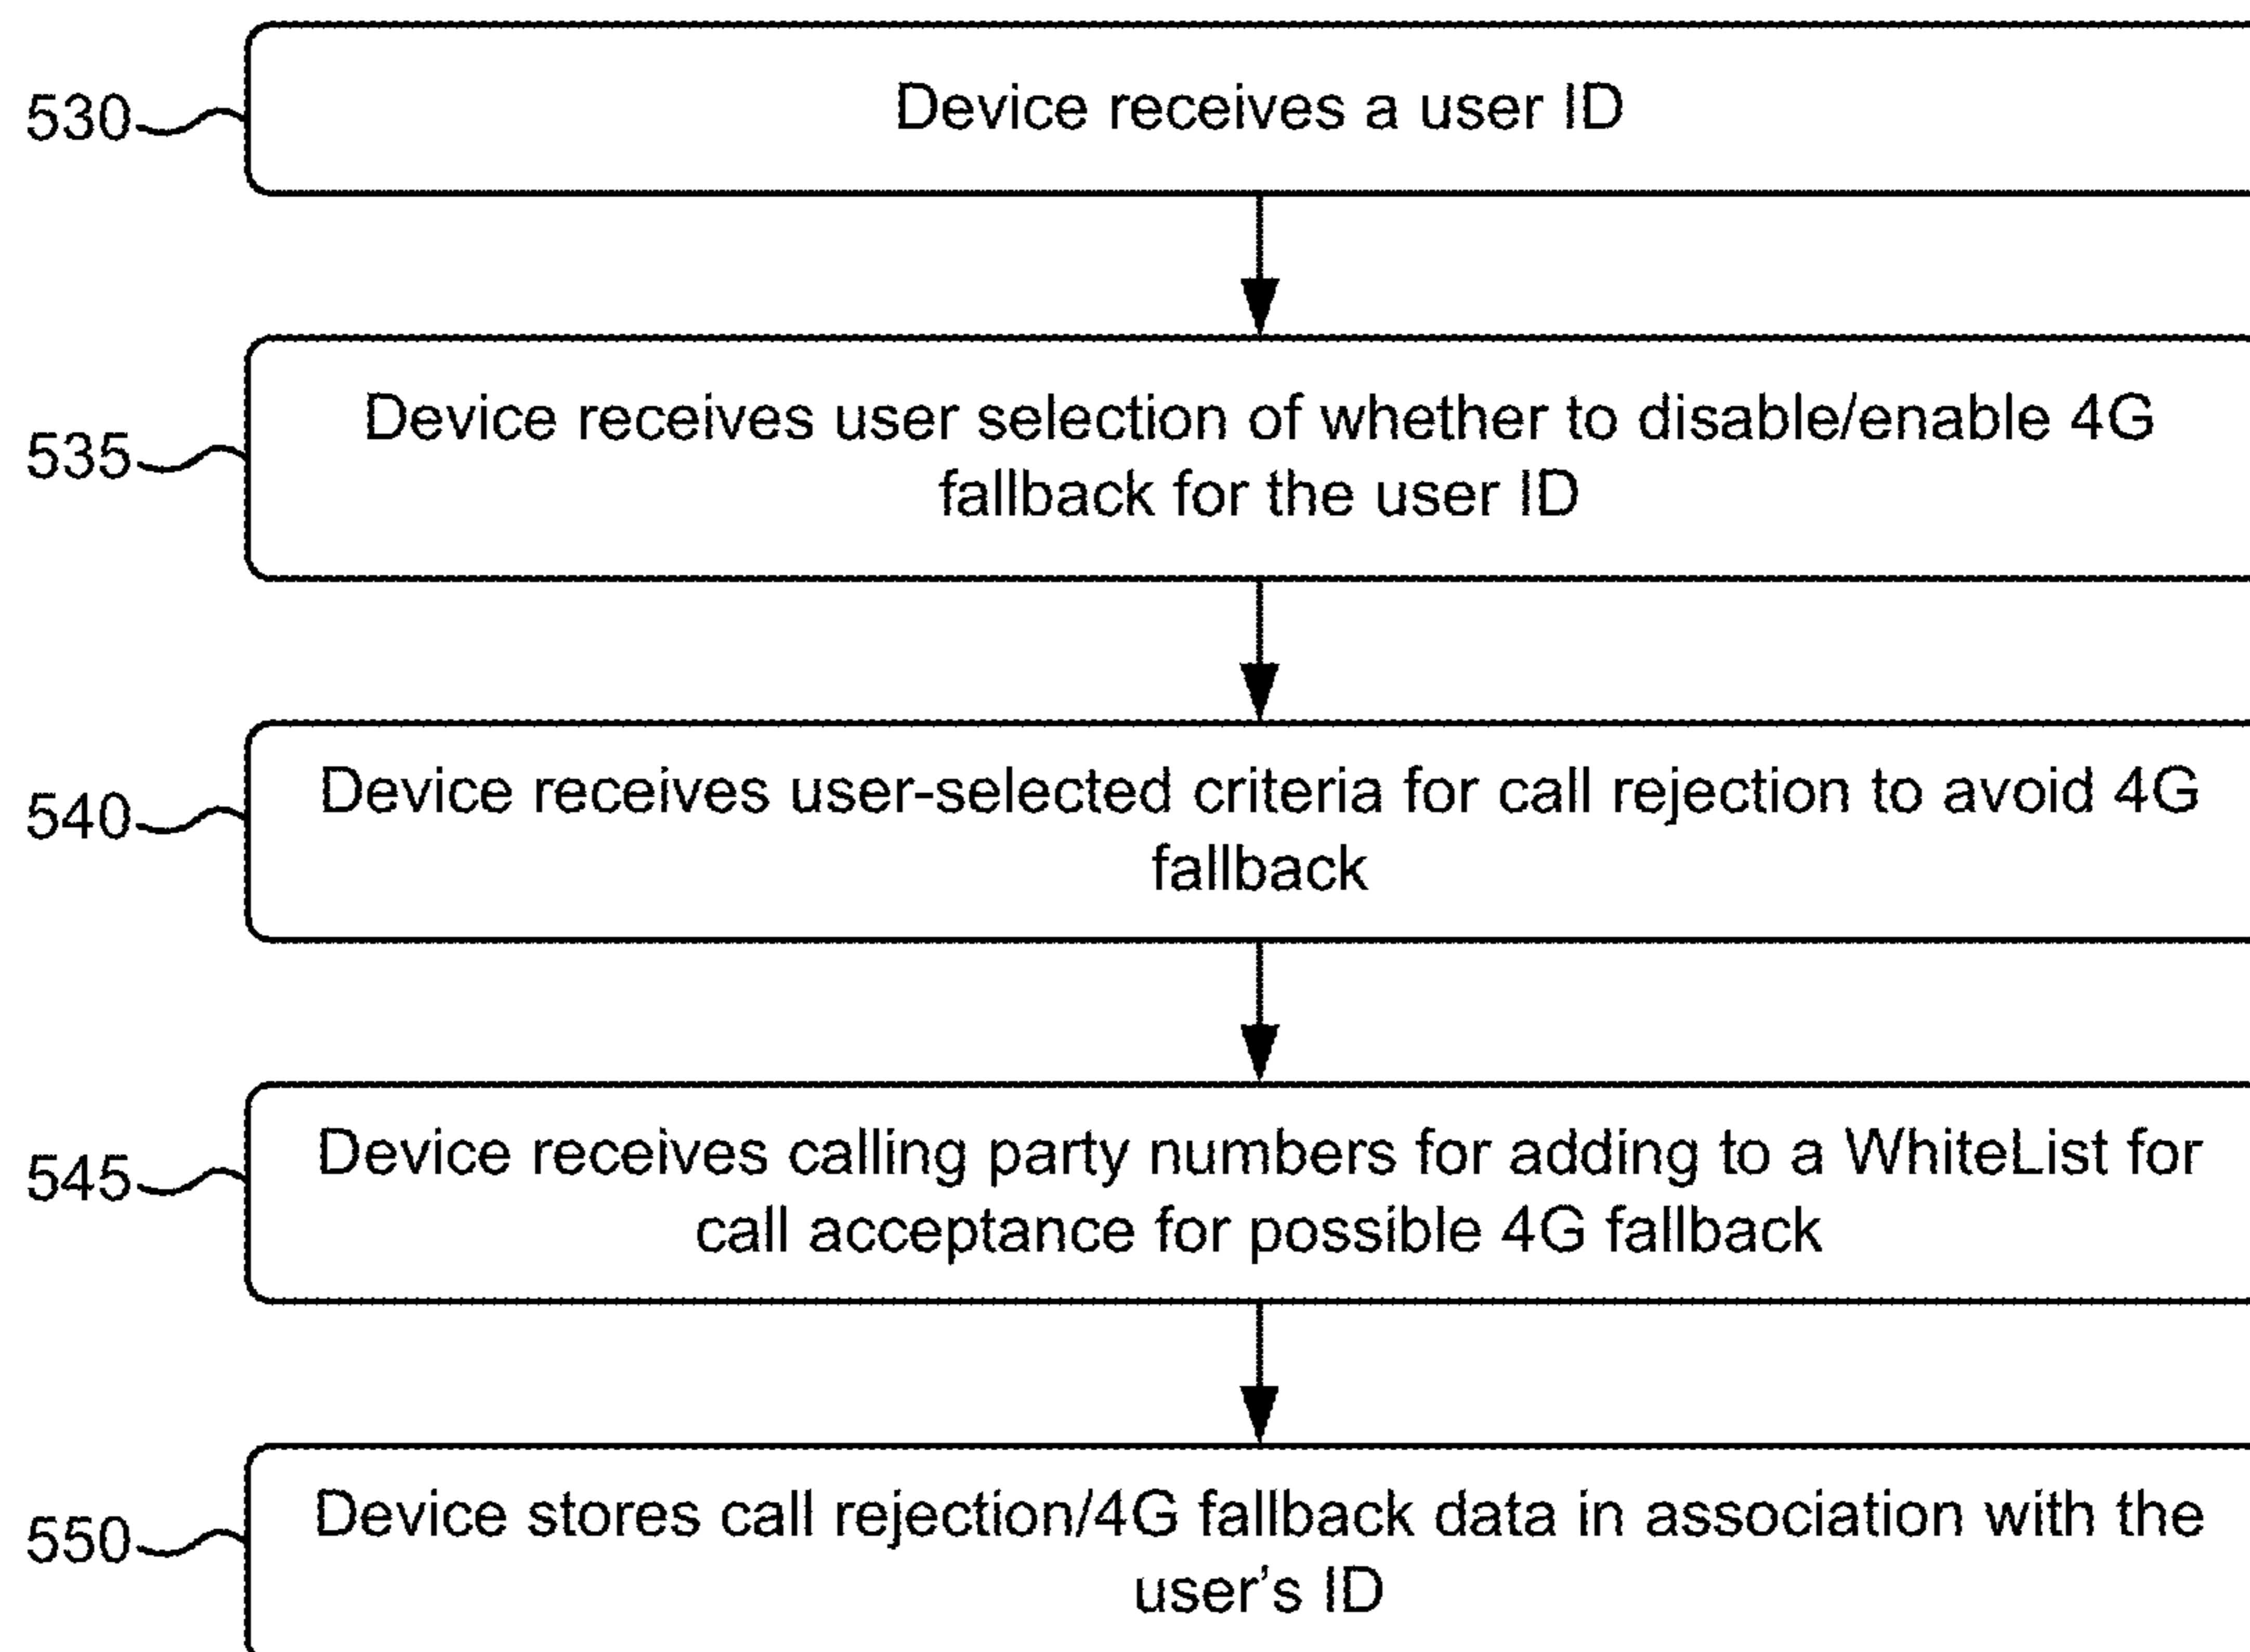 530
Device receives a user ID
535
Device receives user selection of whether to disable/enable 4G
fallback for the user ID
540
Device receives user-selected criteria for call rejection to avoid 4G
fallback
545
Device receives calling party numbers for adding to a WhiteList for
call acceptance for possible 4G fallback
550
Device stores call rejection/4G fallback data in association with the
user's ID